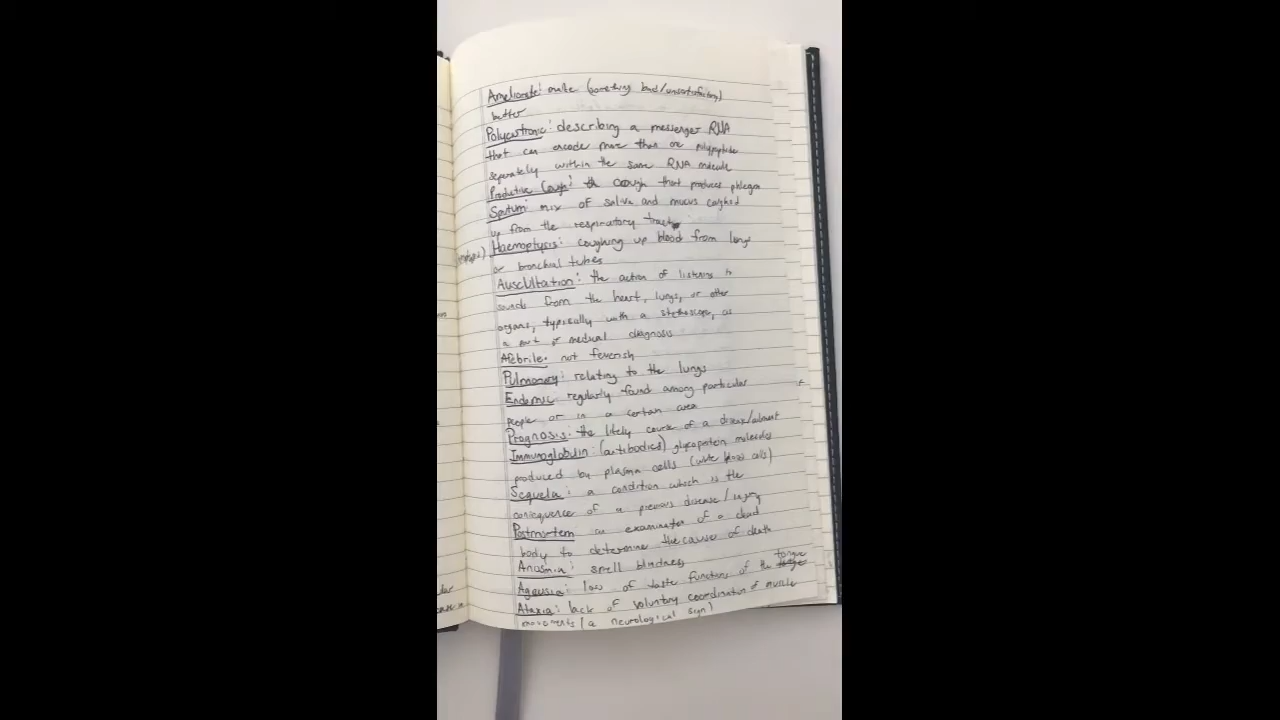 Ameliorate: make (something bad/unsatisfactory)
better
Polycistronic: describing a messenger RNA
that can encode more than one polypeptide
separately within the same RNA molecule
Productive Cough: cough that produces phlegm
Sputum: mix of saliva and mucus coughed
up from the respiratory tract
Haemoptysis: coughing up blood from lungs
or bronchial tubes
Auscultation: the action of listening to
sounds from the heart, lungs, or other
organs, typically with a stethoscope, as
a part of medical diagnosis
Afebrile: not feverish
Pulmonary: relating to the lungs
Endemic: regularly found among particular
people or in a certain area
Prognosis: the likely course of a disease/ailment
Immunoglobulin: (antibodies) glycoprotein molecules
produced by plasma cells (white blood cells)
Sequela: a condition which is the
consequence of a previous disease/injury
Postmortem: an examination of a dead
body to determine the causes of death
Anosmia: smell blindness
Ageusia: loss of taste functions of the tongue
Ataxia: lack of voluntary coordination of muscle
movements (a neurological sign)